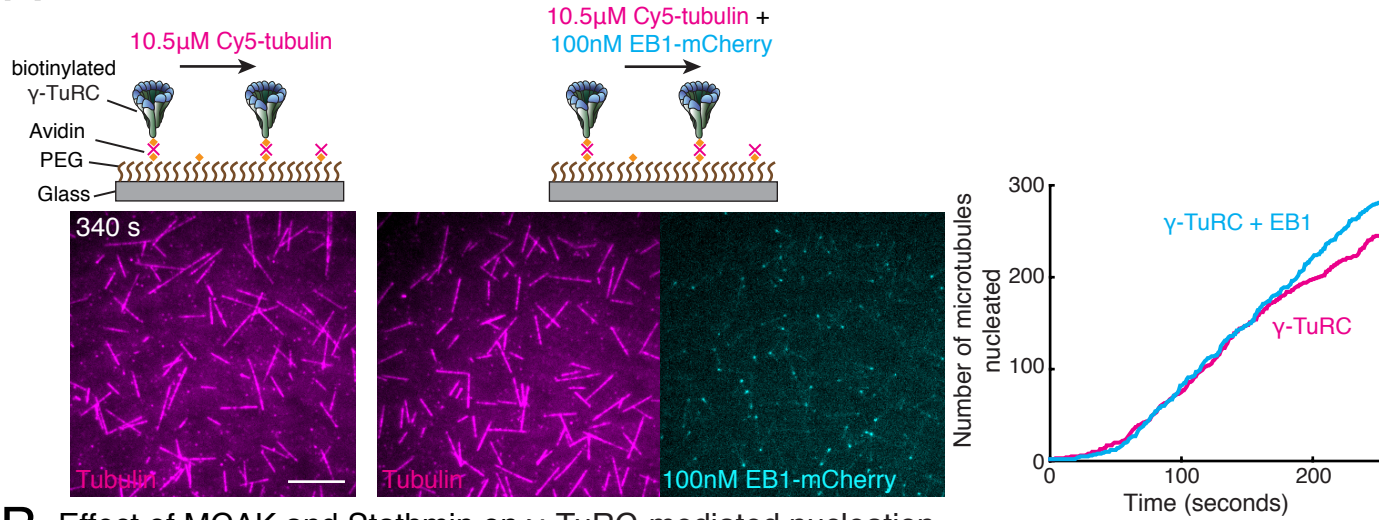 10.5μM Cy5-tubulin
10.5μM Cy5-tubulin +
100nM EB1-mCherry
biotinylated
γ-TuRC
Avidin
PEG
Glass
340 s
Tubulin
Tubulin
100nM EB1-mCherry
Number of microtubules
nucleated
300
200
100
0
γ-TuRC + EB1
γ-TuRC
0
100
200
Time (seconds)
B Effect of MCAK and Stathmin on γ-TuRC-mediated nucleation